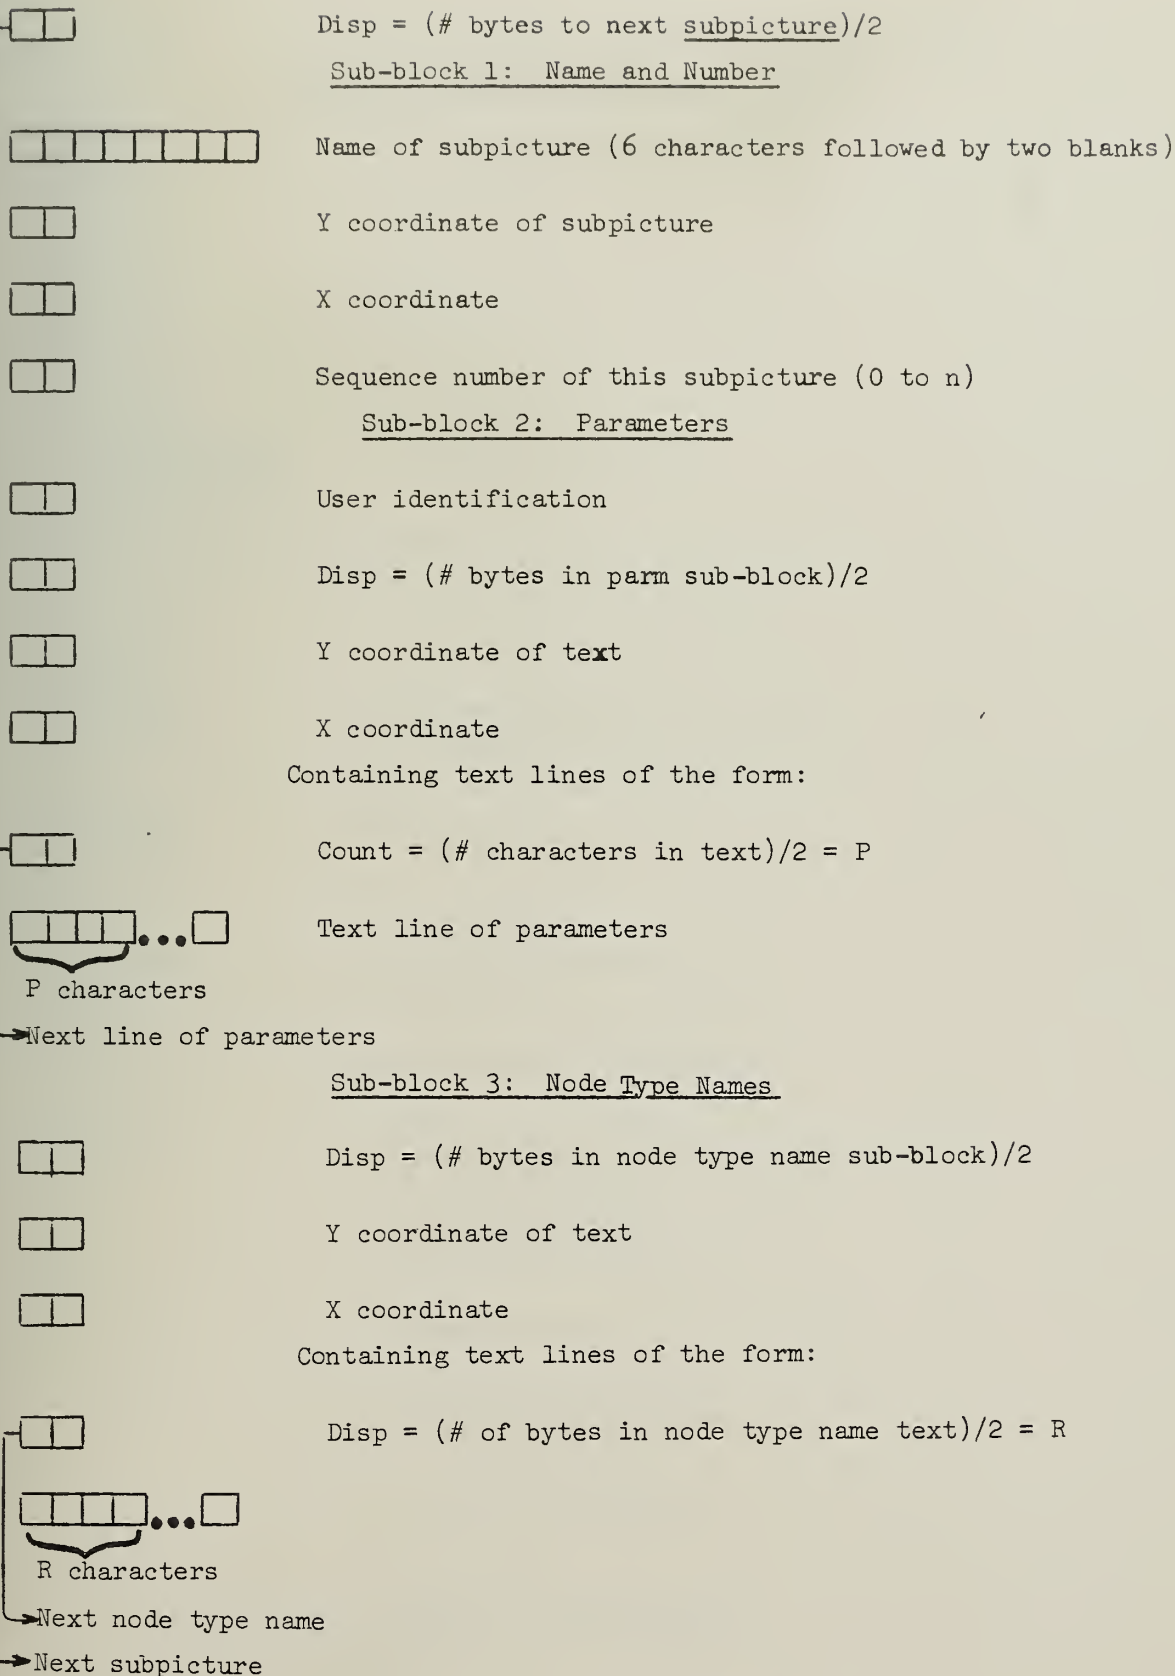 Disp = (# bytes to next subpicture)/2
Sub-block 1: Name and Number
Name of subpicture (6 characters followed by two blanks)
Y coordinate of subpicture
X coordinate
Sequence number of this subpicture (0 to n)
Sub-block 2: Parameters
User identification
Disp = (# bytes in parm sub-block)/2
Y coordinate of text
X coordinate
Containing text lines of the form:
Count = (# characters in text)/2 = P
Text line of parameters
P characters
Next line of parameters
Sub-block 3: Node Type Names
Disp = (# bytes in node type name sub-block)/2
Y coordinate of text
X coordinate
Containing text lines of the form:
Disp = (# of bytes in node type name text)/2 = R
R characters
Next node type name
Next subpicture